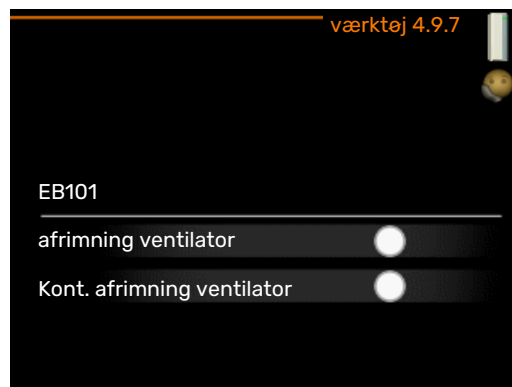 værktøj 4.9.7
EB101
afrimning ventilator
Kont. afrimning ventilator